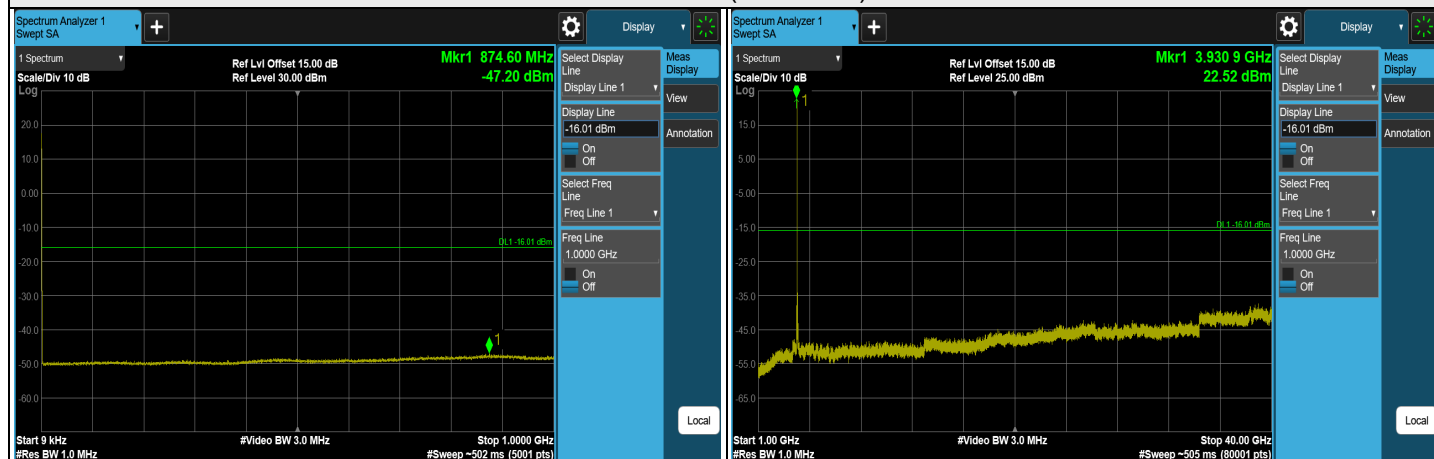 Spectrum Analyzer 1
Swept SA
+
Display
1 Spectrum
Scale/Div 10 dB
Log
Ref Lvl Offset 15.00 dB
Ref Level 30.00 dBm
Mkr1 874.60 MHz
-47.20 dBm
20.0
10.0
0.00
-10.0
-20.0
-30.0
-40.0
-50.0
-60.0
DL1 -16.01 dBm
1
Start 9 kHz
#Res BW 1.0 MHz
#Video BW 3.0 MHz
Stop 1.0000 GHz
#Sweep ~502 ms (5001 pts)
Select Display
Line
Display Line 1
Display Line
-16.01 dBm
On
Off
Select Freq
Line
Freq Line 1
Freq Line
1.0000 GHz
On
Off
Meas
Display
View
Annotation
Local
Spectrum Analyzer 1
Swept SA
+
Display
1 Spectrum
Scale/Div 10 dB
Log
Ref Lvl Offset 15.00 dB
Ref Level 25.00 dBm
Mkr1 3.930 9 GHz
22.52 dBm
1
15.0
5.00
-5.00
-15.0
-25.0
-35.0
-45.0
-55.0
-65.0
DL1 -16.01 dBm
Start 1.00 GHz
#Res BW 1.0 MHz
#Video BW 3.0 MHz
Stop 40.00 GHz
#Sweep ~505 ms (80001 pts)
Select Display
Line
Display Line 1
Display Line
-16.01 dBm
On
Off
Select Freq
Line
Freq Line 1
Freq Line
1.0000 GHz
On
Off
Meas
Display
View
Annotation
Local